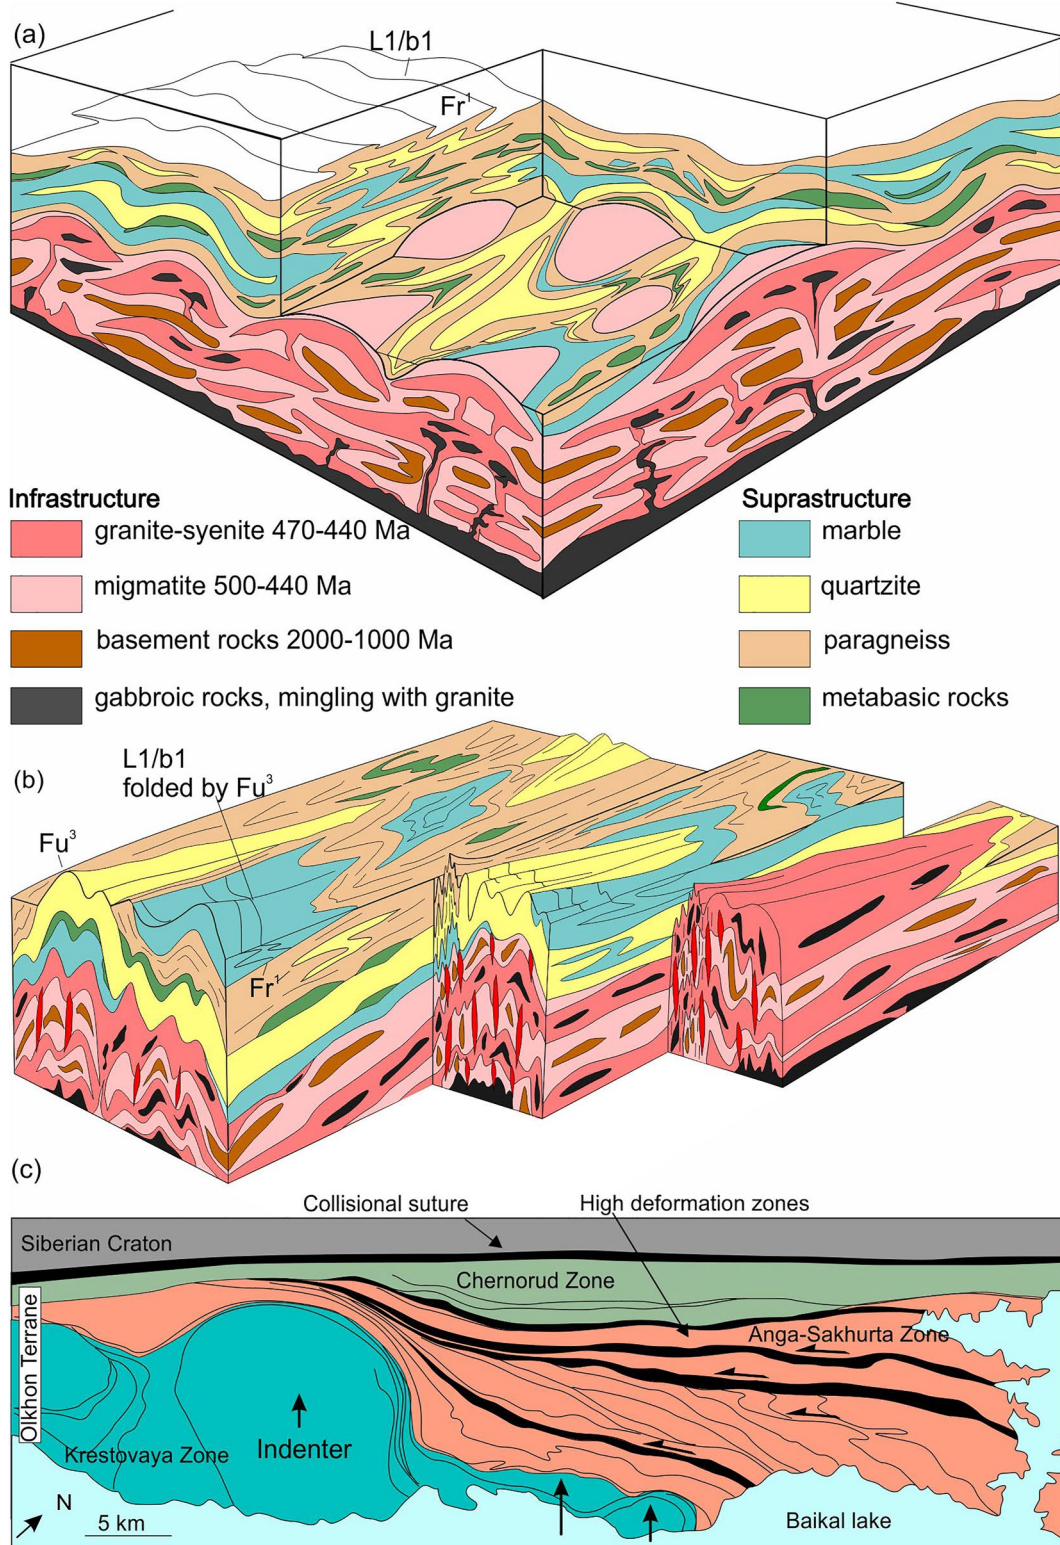 (a)
L1/b1
Fr¹
Infrastructure
granite-syenite 470-440 Ma
migmatite 500-440 Ma
basement rocks 2000-1000 Ma
gabbroic rocks, mingling with granite
Suprastructure
marble
quartzite
paragneiss
metabasic rocks
(b)
L1/b1
folded by Fu³
Fu³
Fr¹
(c)
Collisional suture
High deformation zones
Siberian Craton
Chernorud Zone
Anga-Sakhurta Zone
Olkhon Terrane
Krestovaya Zone
Indenter
N
5 km
Baikal lake